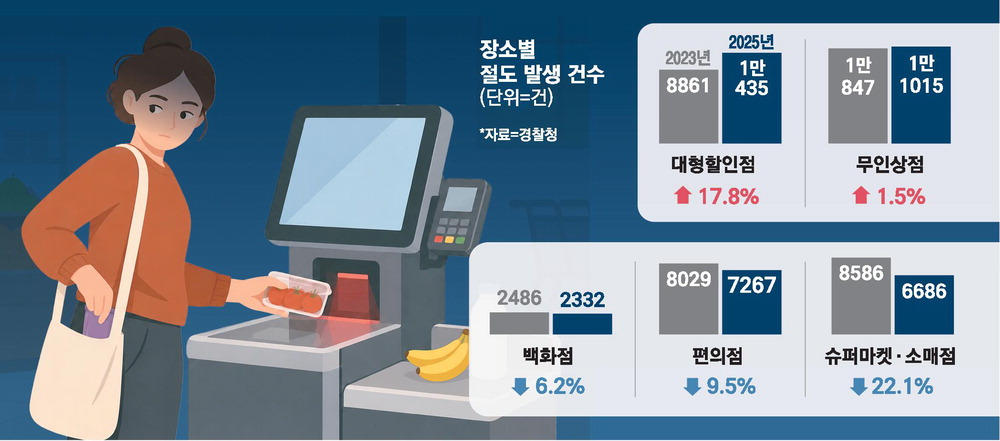 장소별
절도 발생 건수
(단위=건)
*자료=경찰청
2023년
2025년
8861
1만
435
대형할인점
17.8%
1만
847
1만
1015
무인상점
1.5%
2486
2332
백화점
6.2%
8029
7267
편의점
9.5%
8586
6686
슈퍼마켓·소매점
22.1%